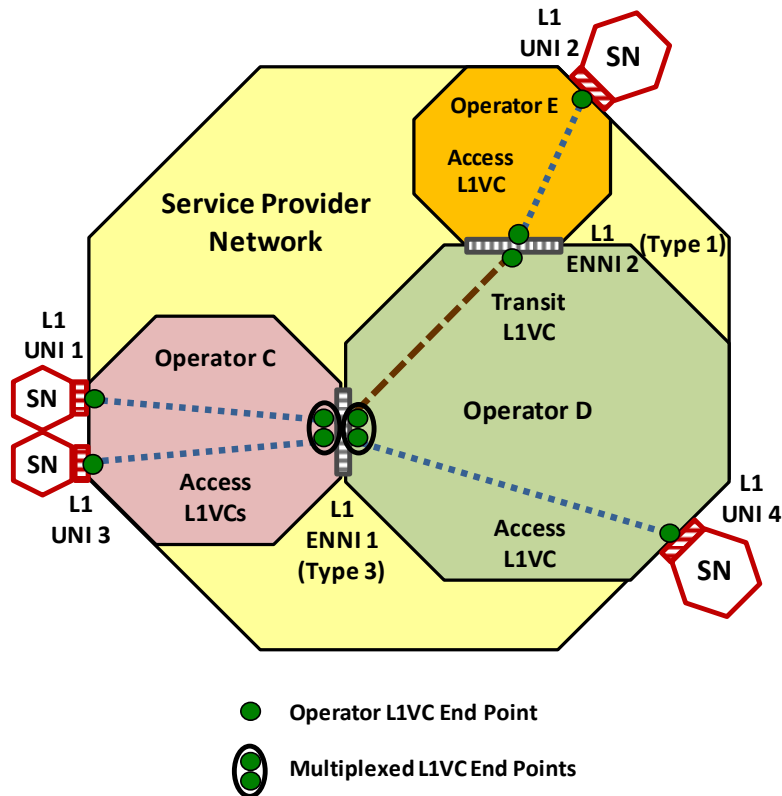 L1
UNI 2
SN
Operator E
Access
L1VC
Service Provider
Network
L1
ENNI 2
(Type 1)
Transit
L1VC
L1
UNI 1
Operator C
SN
Operator D
SN
Access
L1VCs
L1
UNI 3
L1
ENNI 1
(Type 3)
Access
L1VC
L1
UNI 4
SN
Operator L1VC End Point
Multiplexed L1VC End Points